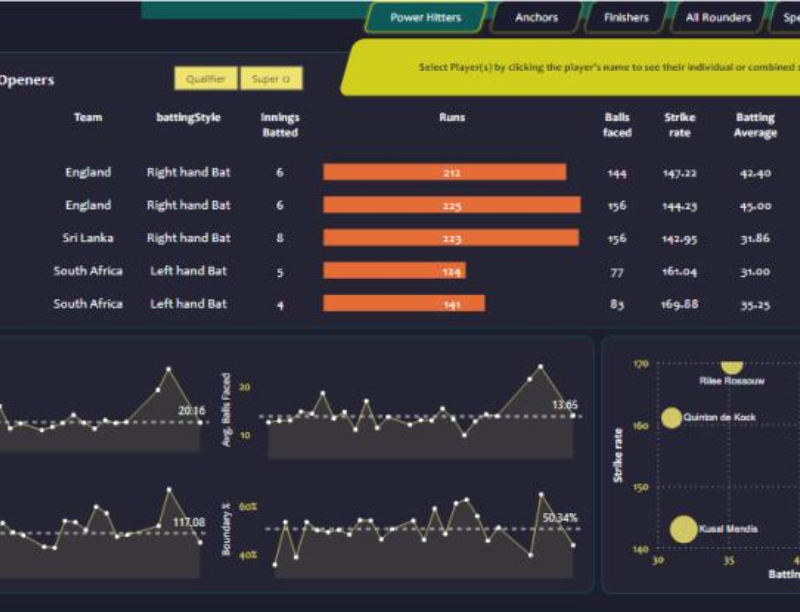 Power Hitters Anchors Finishers All Rounders Spe
Select Player(s) by clicking the player's name to see their individual or combined
Openers Qualifier Super 12
Team battingStyle Innings Batted Runs Balls faced Strike rate Batting Average
England Right hand Bat 6 212 144 147.22 42.40
England Right hand Bat 6 225 156 144.23 45.00
Sri Lanka Right hand Bat 8 223 156 142.95 31.86
South Africa Left hand Bat 5 124 77 161.04 31.00
South Africa Left hand Bat 4 141 83 169.88 35.25
20.16
Avg. Balls Faced
20
10
13.65
117.08
Boundary %
60%
40%
50.34%
Strike rate
170
160
150
140
Rilee Rossouw
Quinton de Kock
Kusal Mendis
30 35 4
Battin